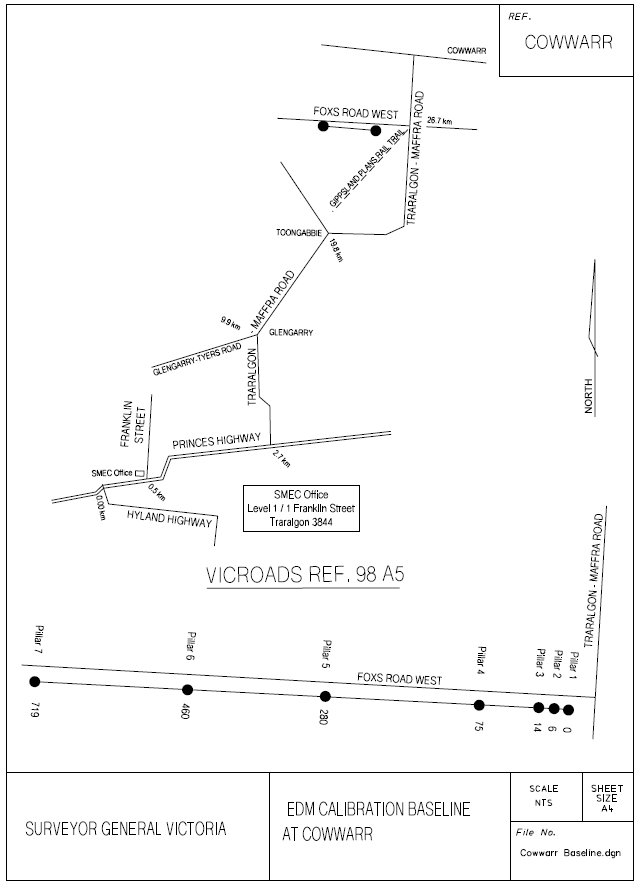 REF.
COWWARR
COWWARR
FOXS ROAD WEST
26.7 km
GIPPSLAND PLANS RAIL TRAIL
TRARALGON - MAFFRA ROAD
TOONGABBIE
19.8 km
TRARALGON - MAFFRA ROAD
9.9 km
GLENGARRY
GLENGARRY-TYERS ROAD
NORTH
FRANKLIN
STREET
PRINCES HIGHWAY
2.7 km
SMEC Office
0.5 km
0.00 km
HYLAND HIGHWAY
SMEC Office
Level 1 / 1 Franklin Street
Traralgon 3844
VICROADS REF. 98 A5
TRARALGON - MAFFRA ROAD
Pillar 7
Pillar 6
Pillar 5
Pillar 4
Pillar 3
Pillar 2
Pillar 1
FOXS ROAD WEST
719
460
280
75
14
6
0
SURVEYOR GENERAL VICTORIA
EDM CALIBRATION BASELINE
AT COWWARR
SCALE
NTS
SHEET
SIZE
A4
File No.
Cowwarr Baseline.dgn